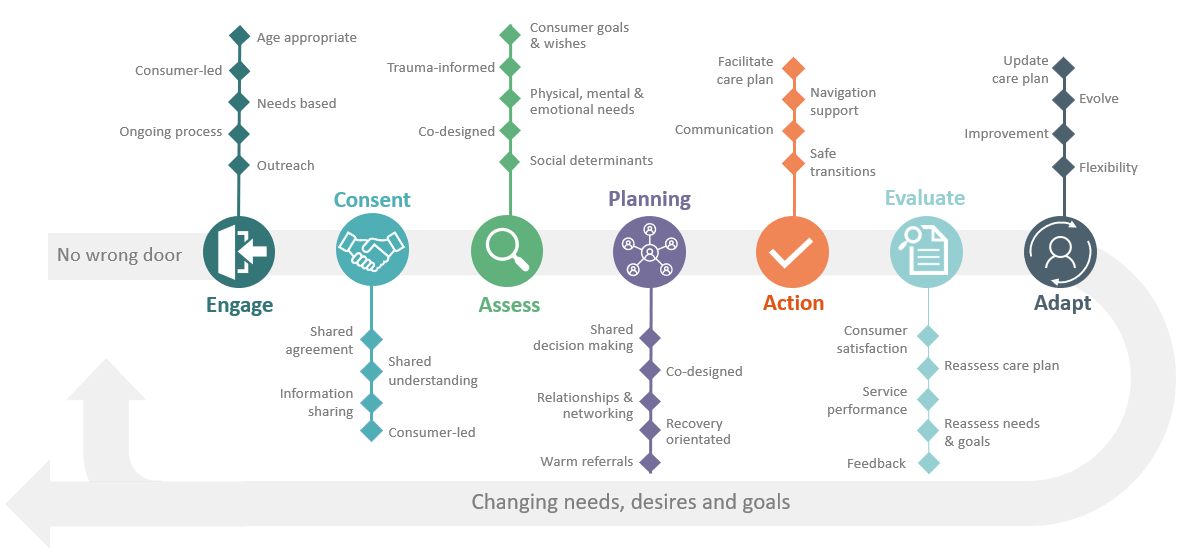 No wrong door
Age appropriate
Consumer-led
Needs based
Ongoing process
Outreach
Engage
Consent
Shared
agreement
Shared
understanding
Information
sharing
Consumer-led
Consumer goals
& wishes
Trauma-informed
Physical, mental &
emotional needs
Co-designed
Social determinants
Assess
Planning
Shared
decision making
Co-designed
Relationships &
networking
Recovery
orientated
Warm referrals
Facilitate
care plan
Navigation
support
Communication
Safe
transitions
Action
Evaluate
Consumer
satisfaction
Reassess care plan
Service
performance
Reassess needs
& goals
Feedback
Update
care plan
Evolve
Improvement
Flexibility
Adapt
Changing needs, desires and goals